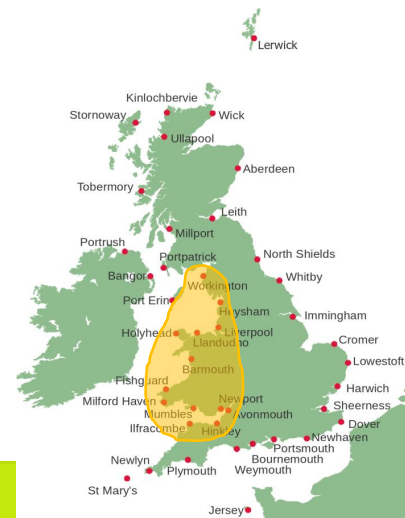 Lerwick
Kinlochbervie
Stornoway
Wick
Ullapool
Aberdeen
Tobermory
Leith
Millport
Portrush
Portpatrick
North Shields
Bangor
Whitby
Workington
Port Erin
Heysham
Immingham
Holyhead
Liverpool
Llandudno
Cromer
Barmouth
Lowestoft
Fishguard
Harwich
Milford Haven
Newport
Sheerness
Mumbles
Avonmouth
Ilfracombe
Hinkley
Dover
Newhaven
Portsmouth
Bournemouth
Newlyn
Plymouth
Weymouth
St Mary's
Jersey